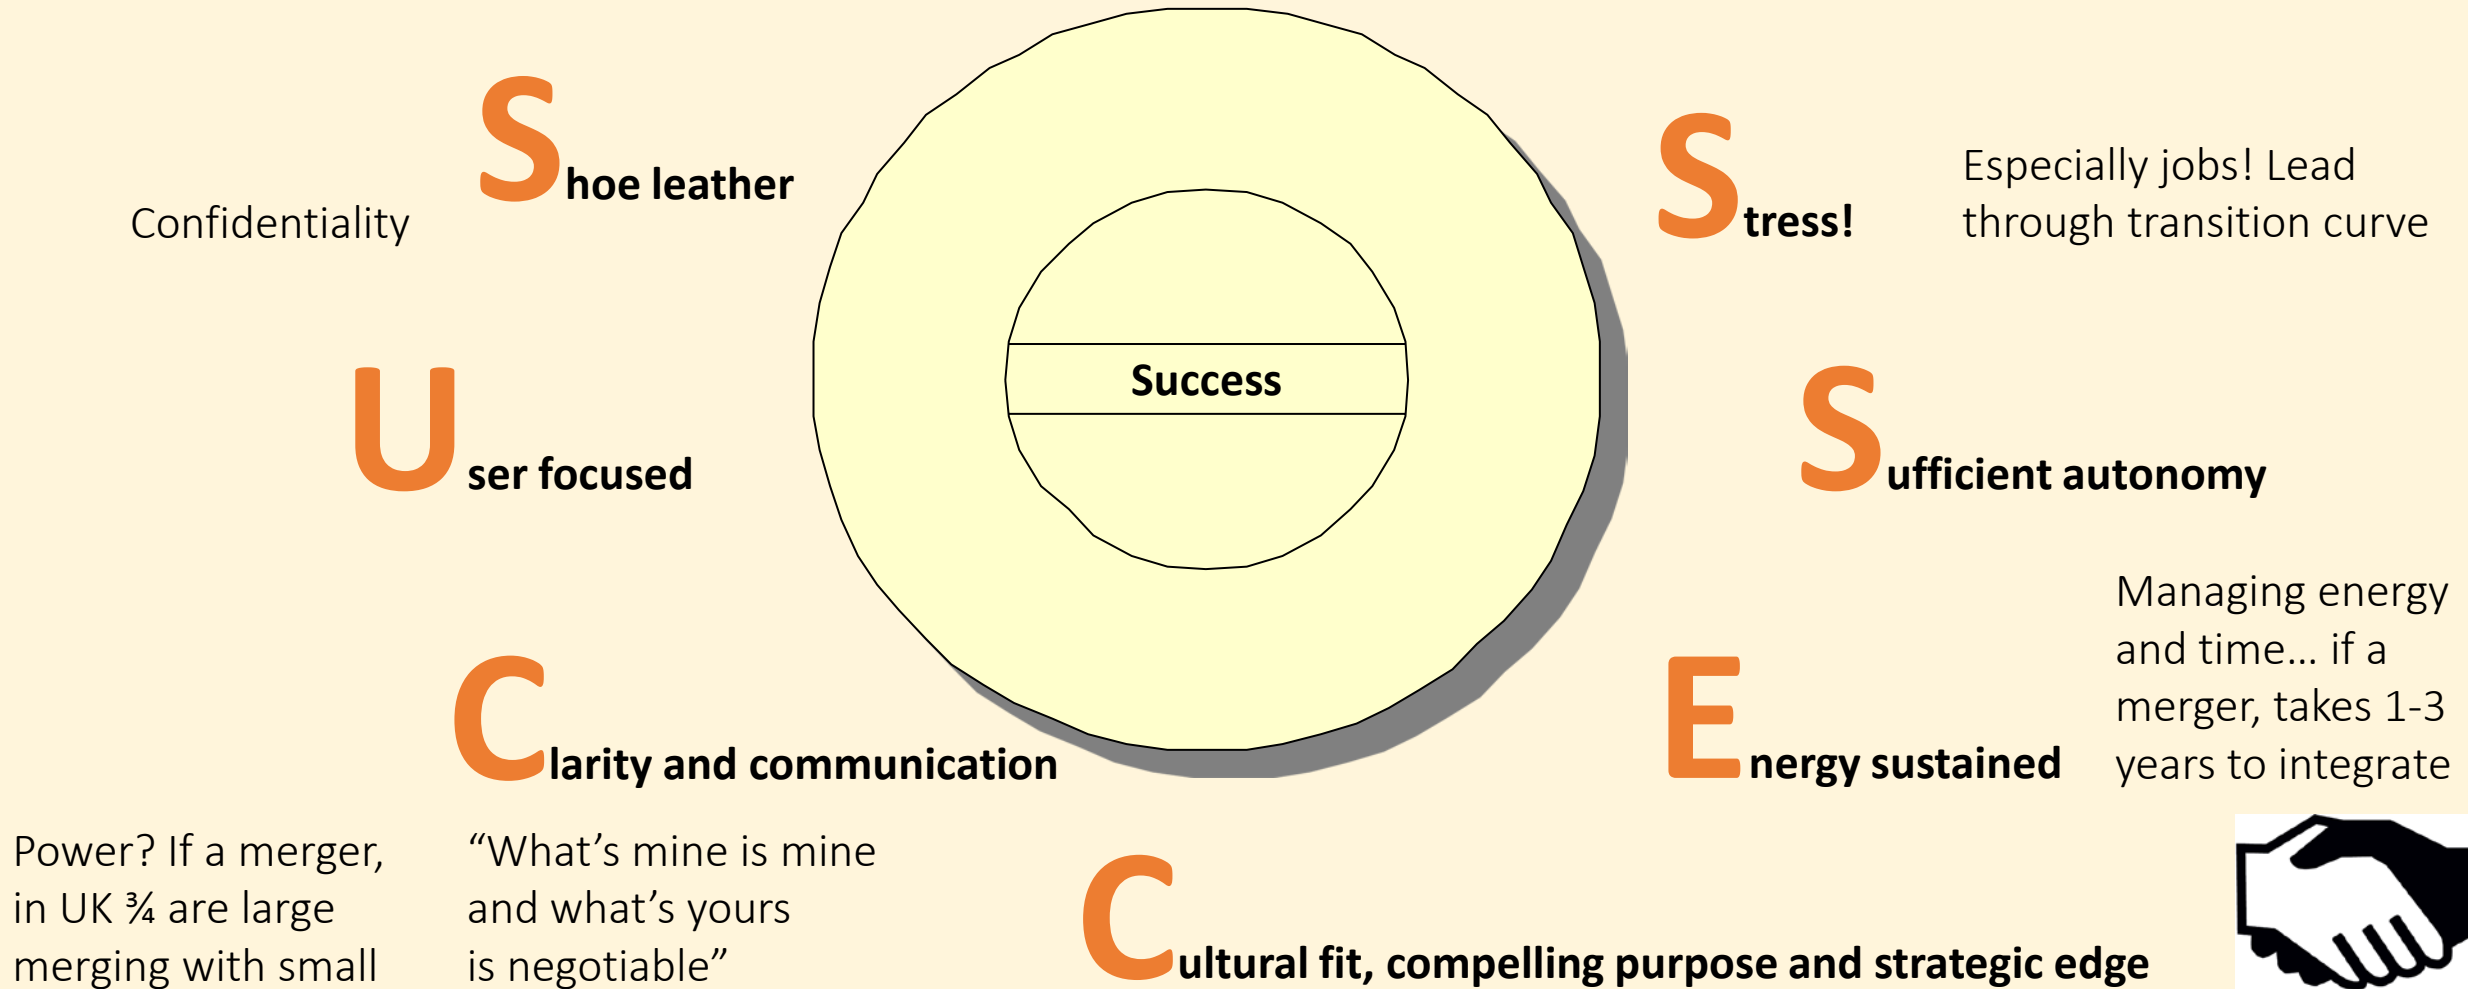 Shoe leather
Confidentiality
User focused
Clarity and communication
Power? If a merger,
in UK ¾ are large
merging with small
“What’s mine is mine
and what’s yours
is negotiable”
Success
Cultural fit, compelling purpose and strategic edge
Energy sustained
Managing energy
and time... if a
merger, takes 1-3
years to integrate
Sufficient autonomy
Stress!
Especially jobs! Lead
through transition curve